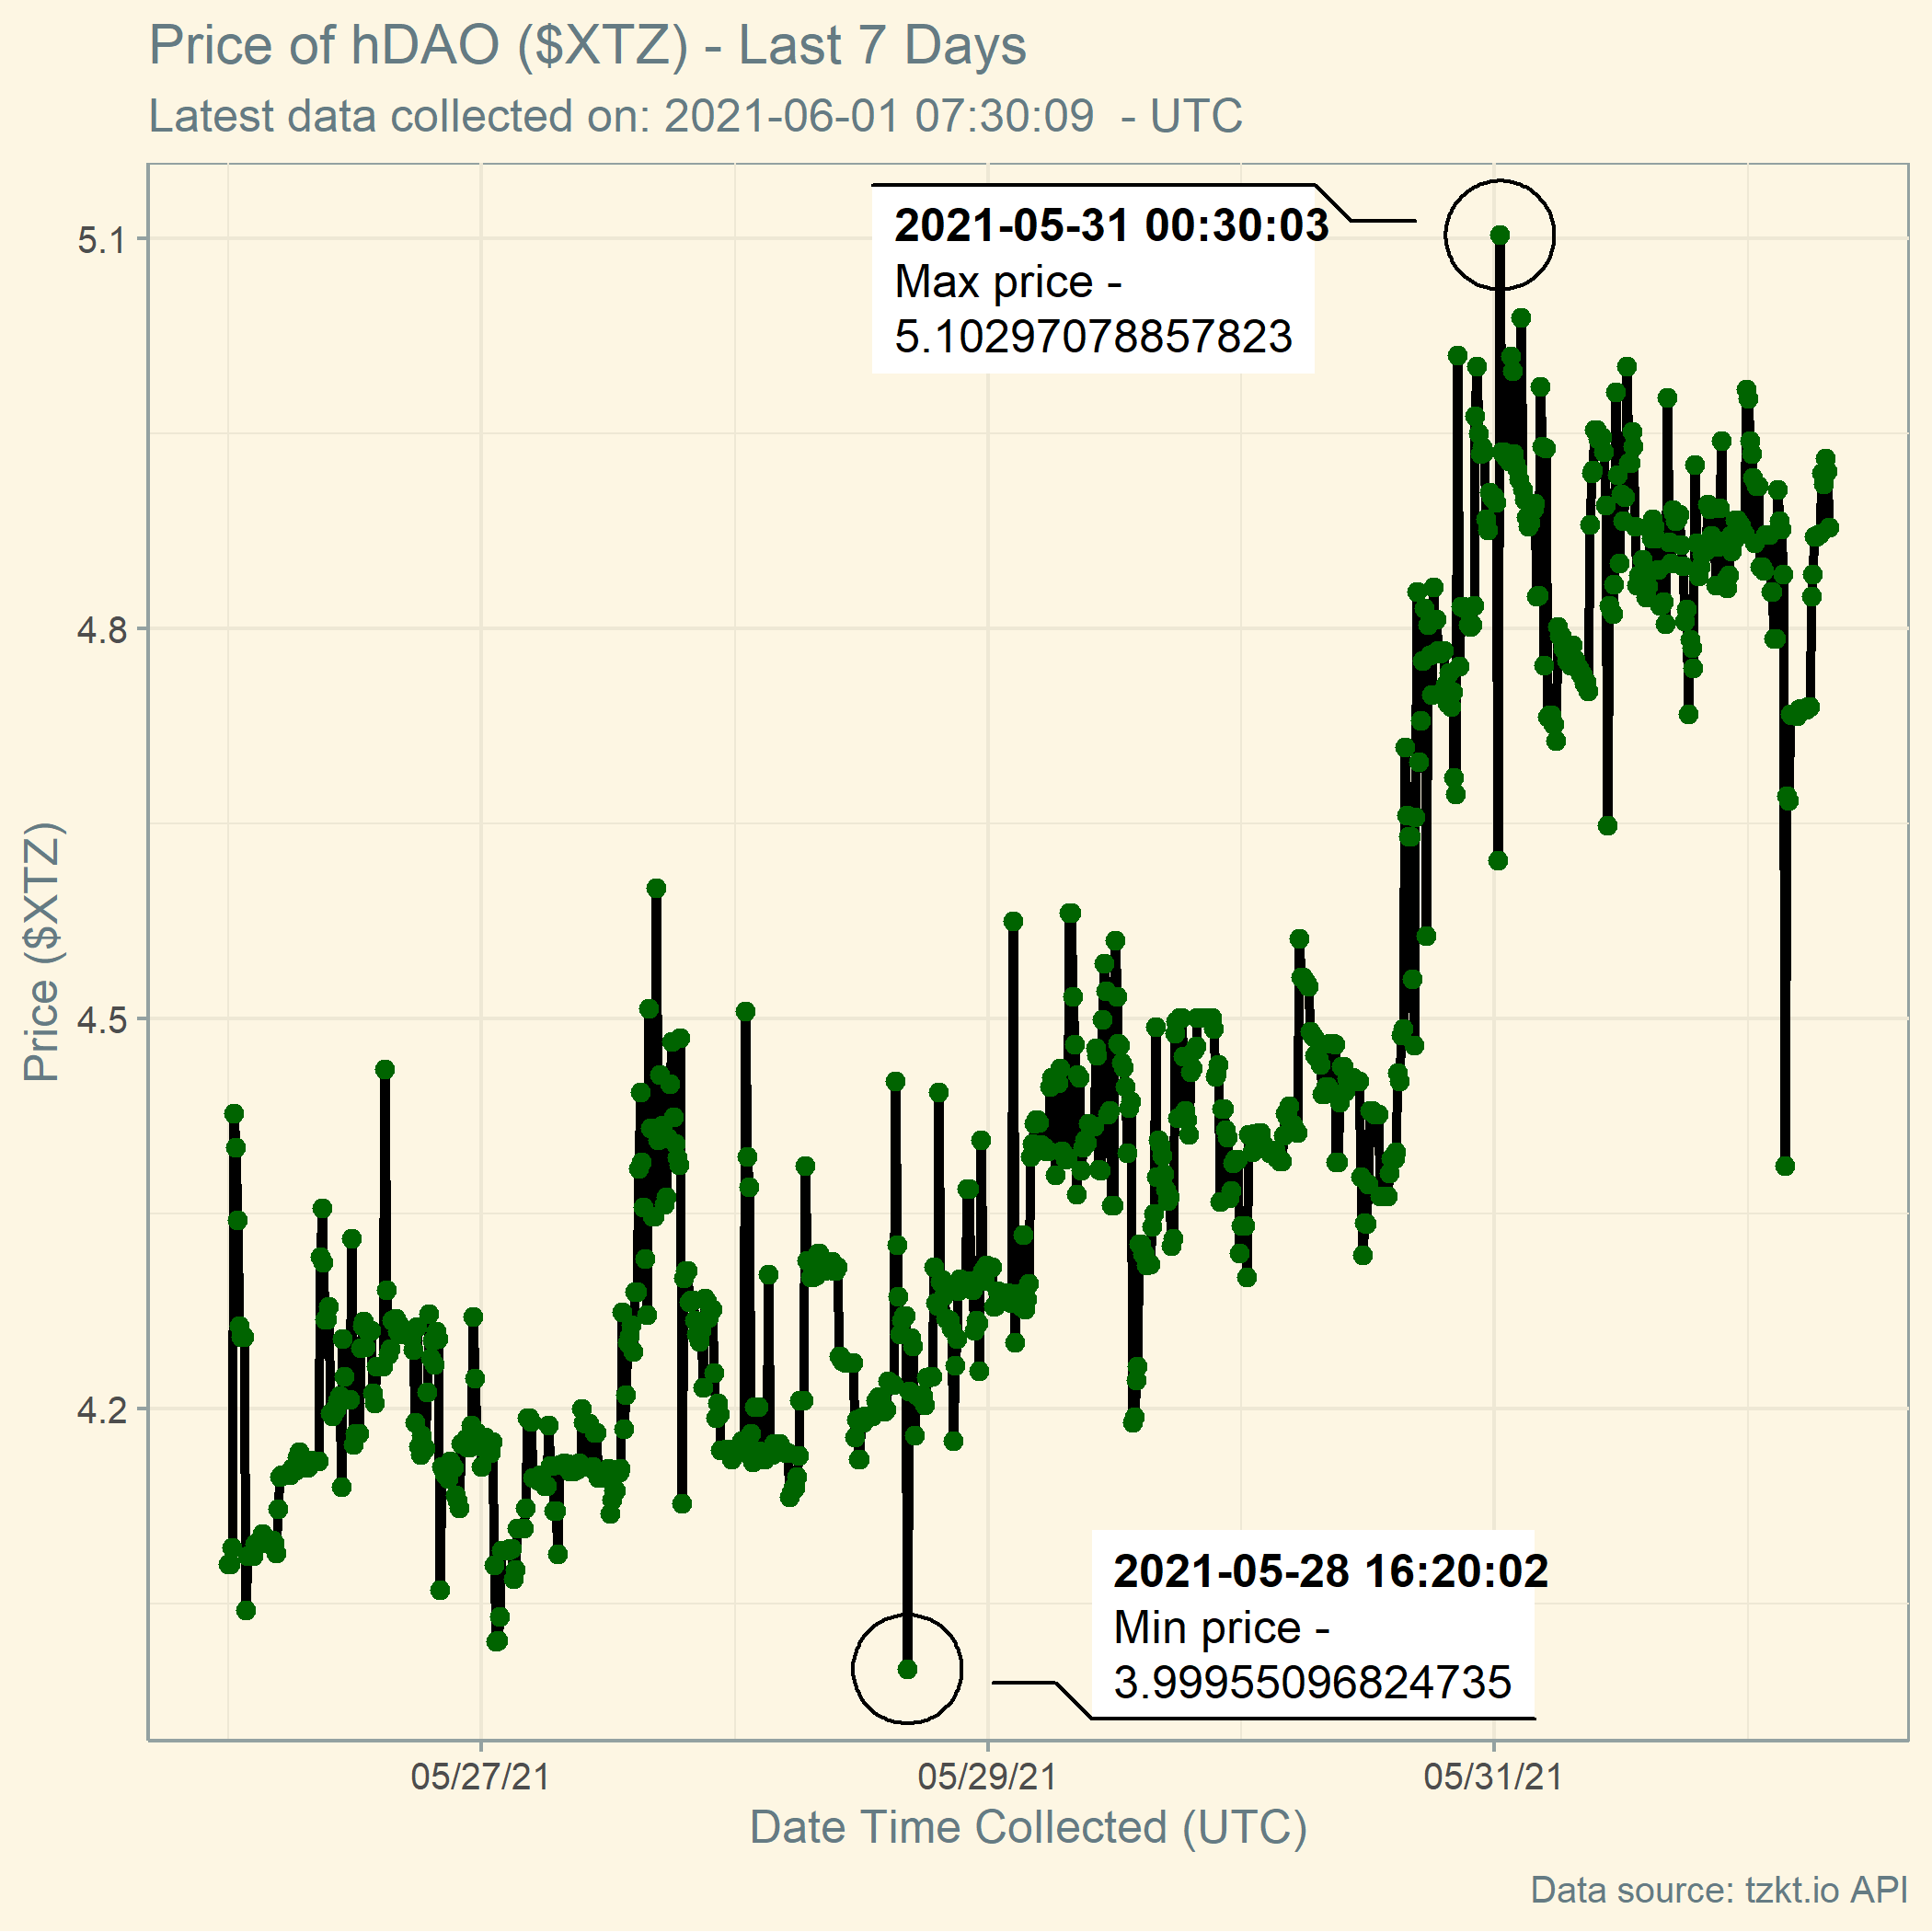 Price of hDAO ($XTZ) - Last 7 Days
Latest data collected on: 2021-06-01 07:30:09  - UTC
2021-05-31 00:30:03
Max price -
5.10297078857823
5.1
4.8
4.5
4.2
Price ($XTZ)
2021-05-28 16:20:02
Min price -
3.99955096824735
05/27/21
05/29/21
05/31/21
Date Time Collected (UTC)
Data source: tzkt.io API